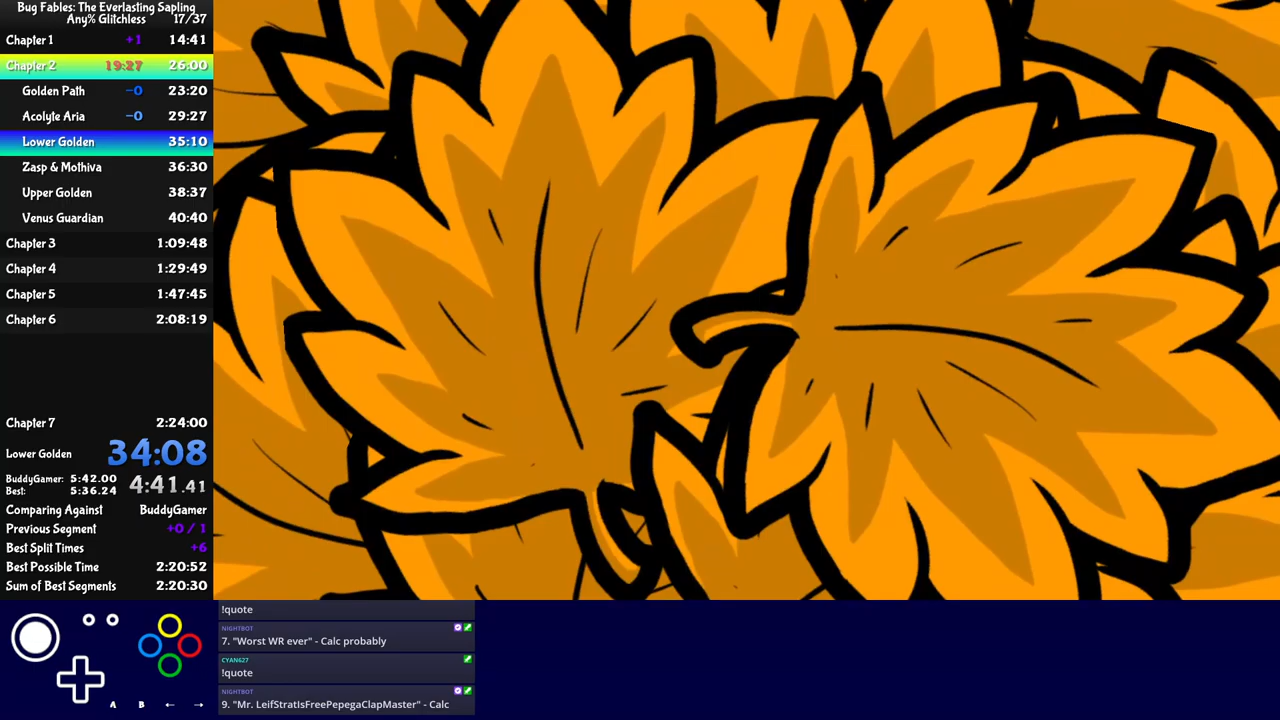 Bug Fables: The Everlasting Sapling
Any% Glitchless 17/37
Chapter 1 +1 14:41
Chapter 2 19:27 26:00
Golden Path -0 23:20
Acolyte Aria -0 29:27
Lower Golden 35:10
Zasp & Mothiva 36:30
Upper Golden 38:37
Venus Guardian 40:40
Chapter 3 1:09:48
Chapter 4 1:29:49
Chapter 5 1:47:45
Chapter 6 2:08:19
Chapter 7 2:24:00
Lower Golden 34:08
BuddyGamer: 5:42.00
Best: 5:36.24 4:41.41
Comparing Against BuddyGamer
Previous Segment +0 / 1
Best Split Times +6
Best Possible Time 2:20:52
Sum of Best Segments 2:20:30
A B ← →
!quote
NIGHTBOT
7. "Worst WR ever" - Calc probably
CYAN627
!quote
NIGHTBOT
9. "Mr. LeifStratIsFreePepegaClapMaster" - Calc